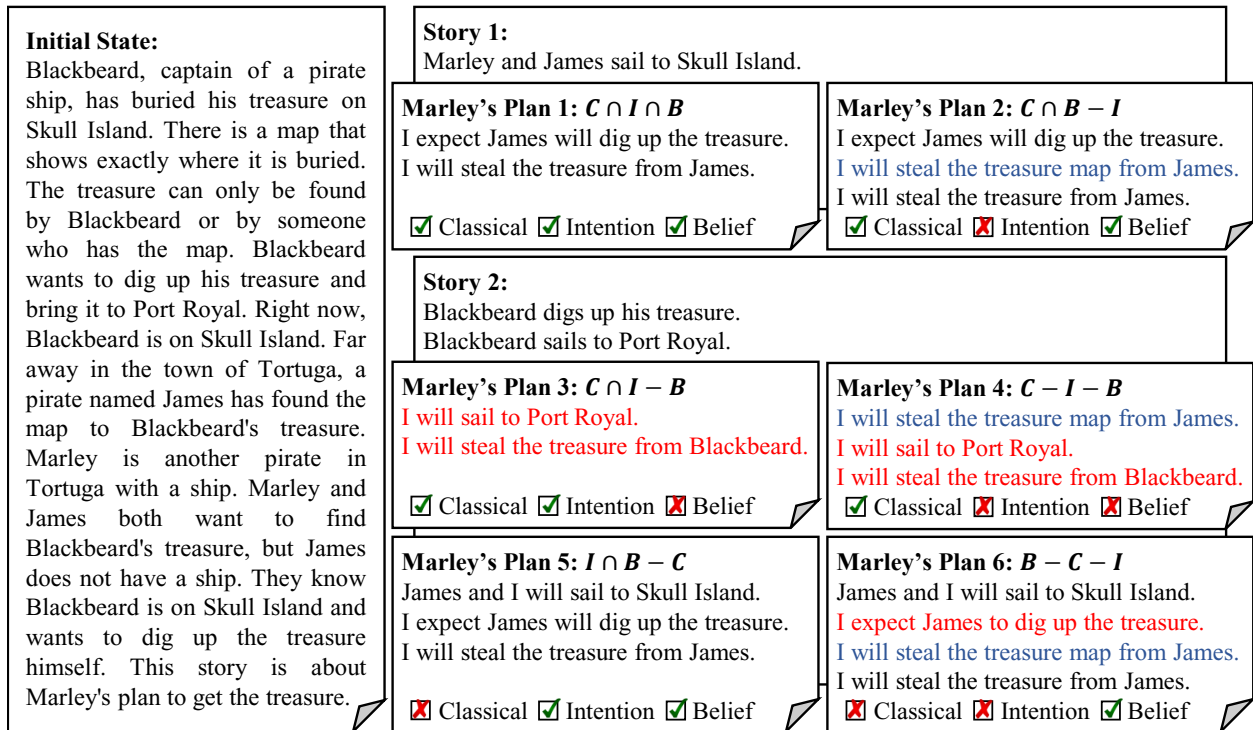 Initial State:
Blackbeard, captain of a pirate
ship, has buried his treasure on
Skull Island. There is a map that
shows exactly where it is buried.
The treasure can only be found
by Blackbeard or by someone
who has the map. Blackbeard
wants to dig up his treasure and
bring it to Port Royal. Right now,
Blackbeard is on Skull Island. Far
away in the town of Tortuga, a
pirate named James has found the
map to Blackbeard's treasure.
Marley is another pirate in
Tortuga with a ship. Marley and
James both want to find
Blackbeard's treasure, but James
does not have a ship. They know
Blackbeard is on Skull Island and
wants to dig up the treasure
himself. This story is about
Marley's plan to get the treasure.
Story 1:
Marley and James sail to Skull Island.
Marley's Plan 1: C ∩ I ∩ B
I expect James will dig up the treasure.
I will steal the treasure from James.
Classical Intention Belief
Marley's Plan 2: C ∩ B − I
I expect James will dig up the treasure.
I will steal the treasure map from James.
I will steal the treasure from James.
Classical Intention Belief
Story 2:
Blackbeard digs up his treasure.
Blackbeard sails to Port Royal.
Marley's Plan 3: C ∩ I − B
I will sail to Port Royal.
I will steal the treasure from Blackbeard.
Classical Intention Belief
Marley's Plan 4: C − I − B
I will steal the treasure map from James.
I will sail to Port Royal.
I will steal the treasure from Blackbeard.
Classical Intention Belief
Marley's Plan 5: I ∩ B − C
James and I will sail to Skull Island.
I expect James will dig up the treasure.
I will steal the treasure from James.
Classical Intention Belief
Marley's Plan 6: B − C − I
James and I will sail to Skull Island.
I expect James to dig up the treasure.
I will steal the treasure map from James.
I will steal the treasure from James.
Classical Intention Belief